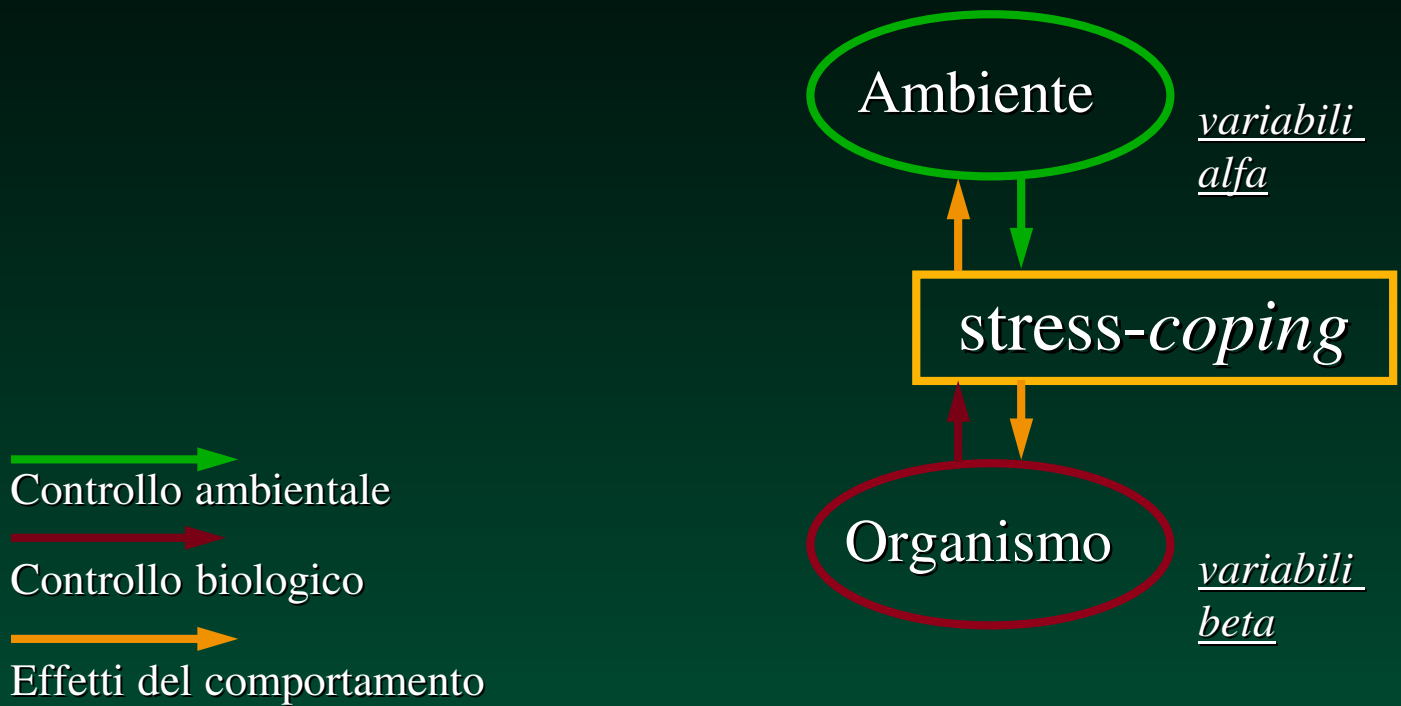 Ambiente
variabili
alfa
stress-coping
Controllo ambientale
Organismo
Controllo biologico
variabili
beta
Effetti del comportamento